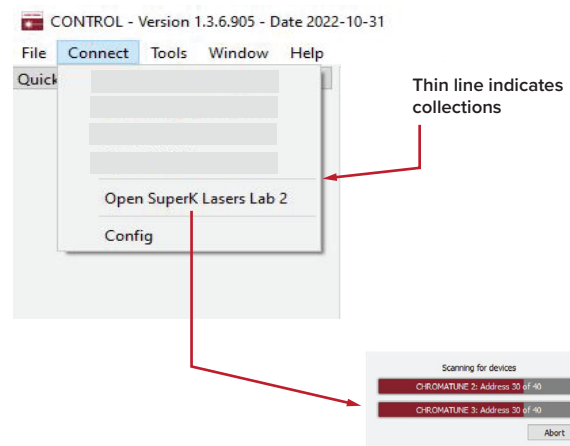 CONTROL - Version 1.3.6.905 - Date 2022-10-31
File Connect Tools Window Help
Quick
Thin line indicates
collections
Open SuperK Lasers Lab 2
Config
Scanning for devices
CHROMATUNE 2: Address 30 of 40
CHROMATUNE 3: Address 30 of 40
Abort